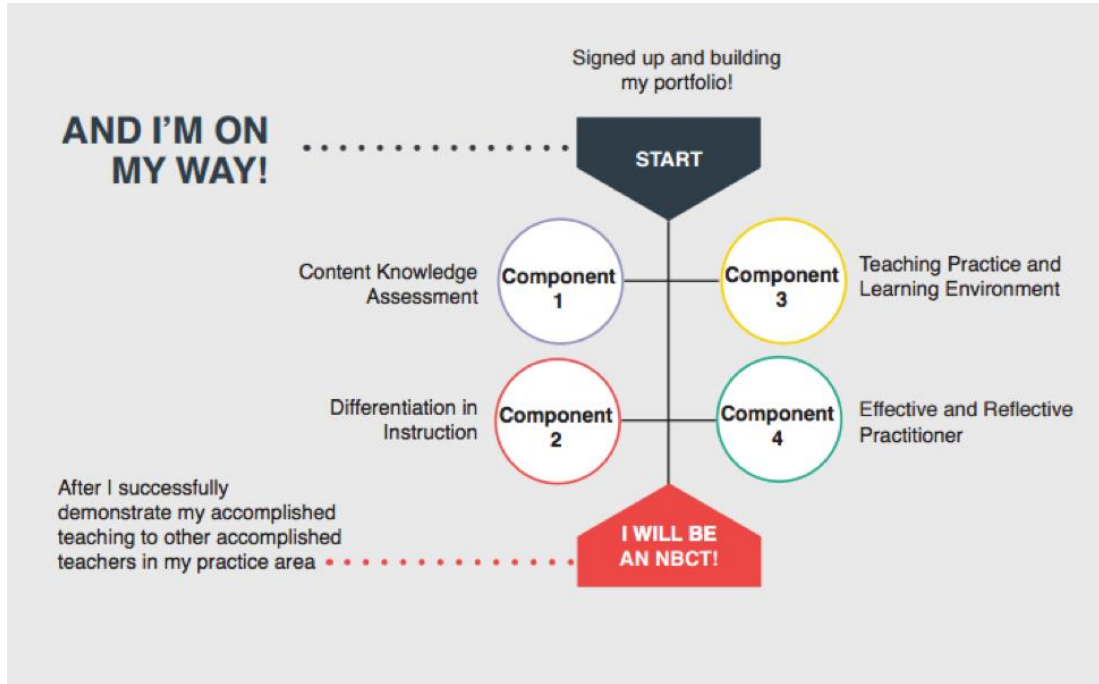 Signed up and building
my portfolio!
AND I'M ON
MY WAY!
START
Content Knowledge
Assessment
Component
1
Component
3
Teaching Practice and
Learning Environment
Differentiation in
Instruction
Component
2
Component
4
Effective and Reflective
Practitioner
After I successfully
demonstrate my accomplished
teaching to other accomplished
teachers in my practice area
I WILL BE
AN NBCT!